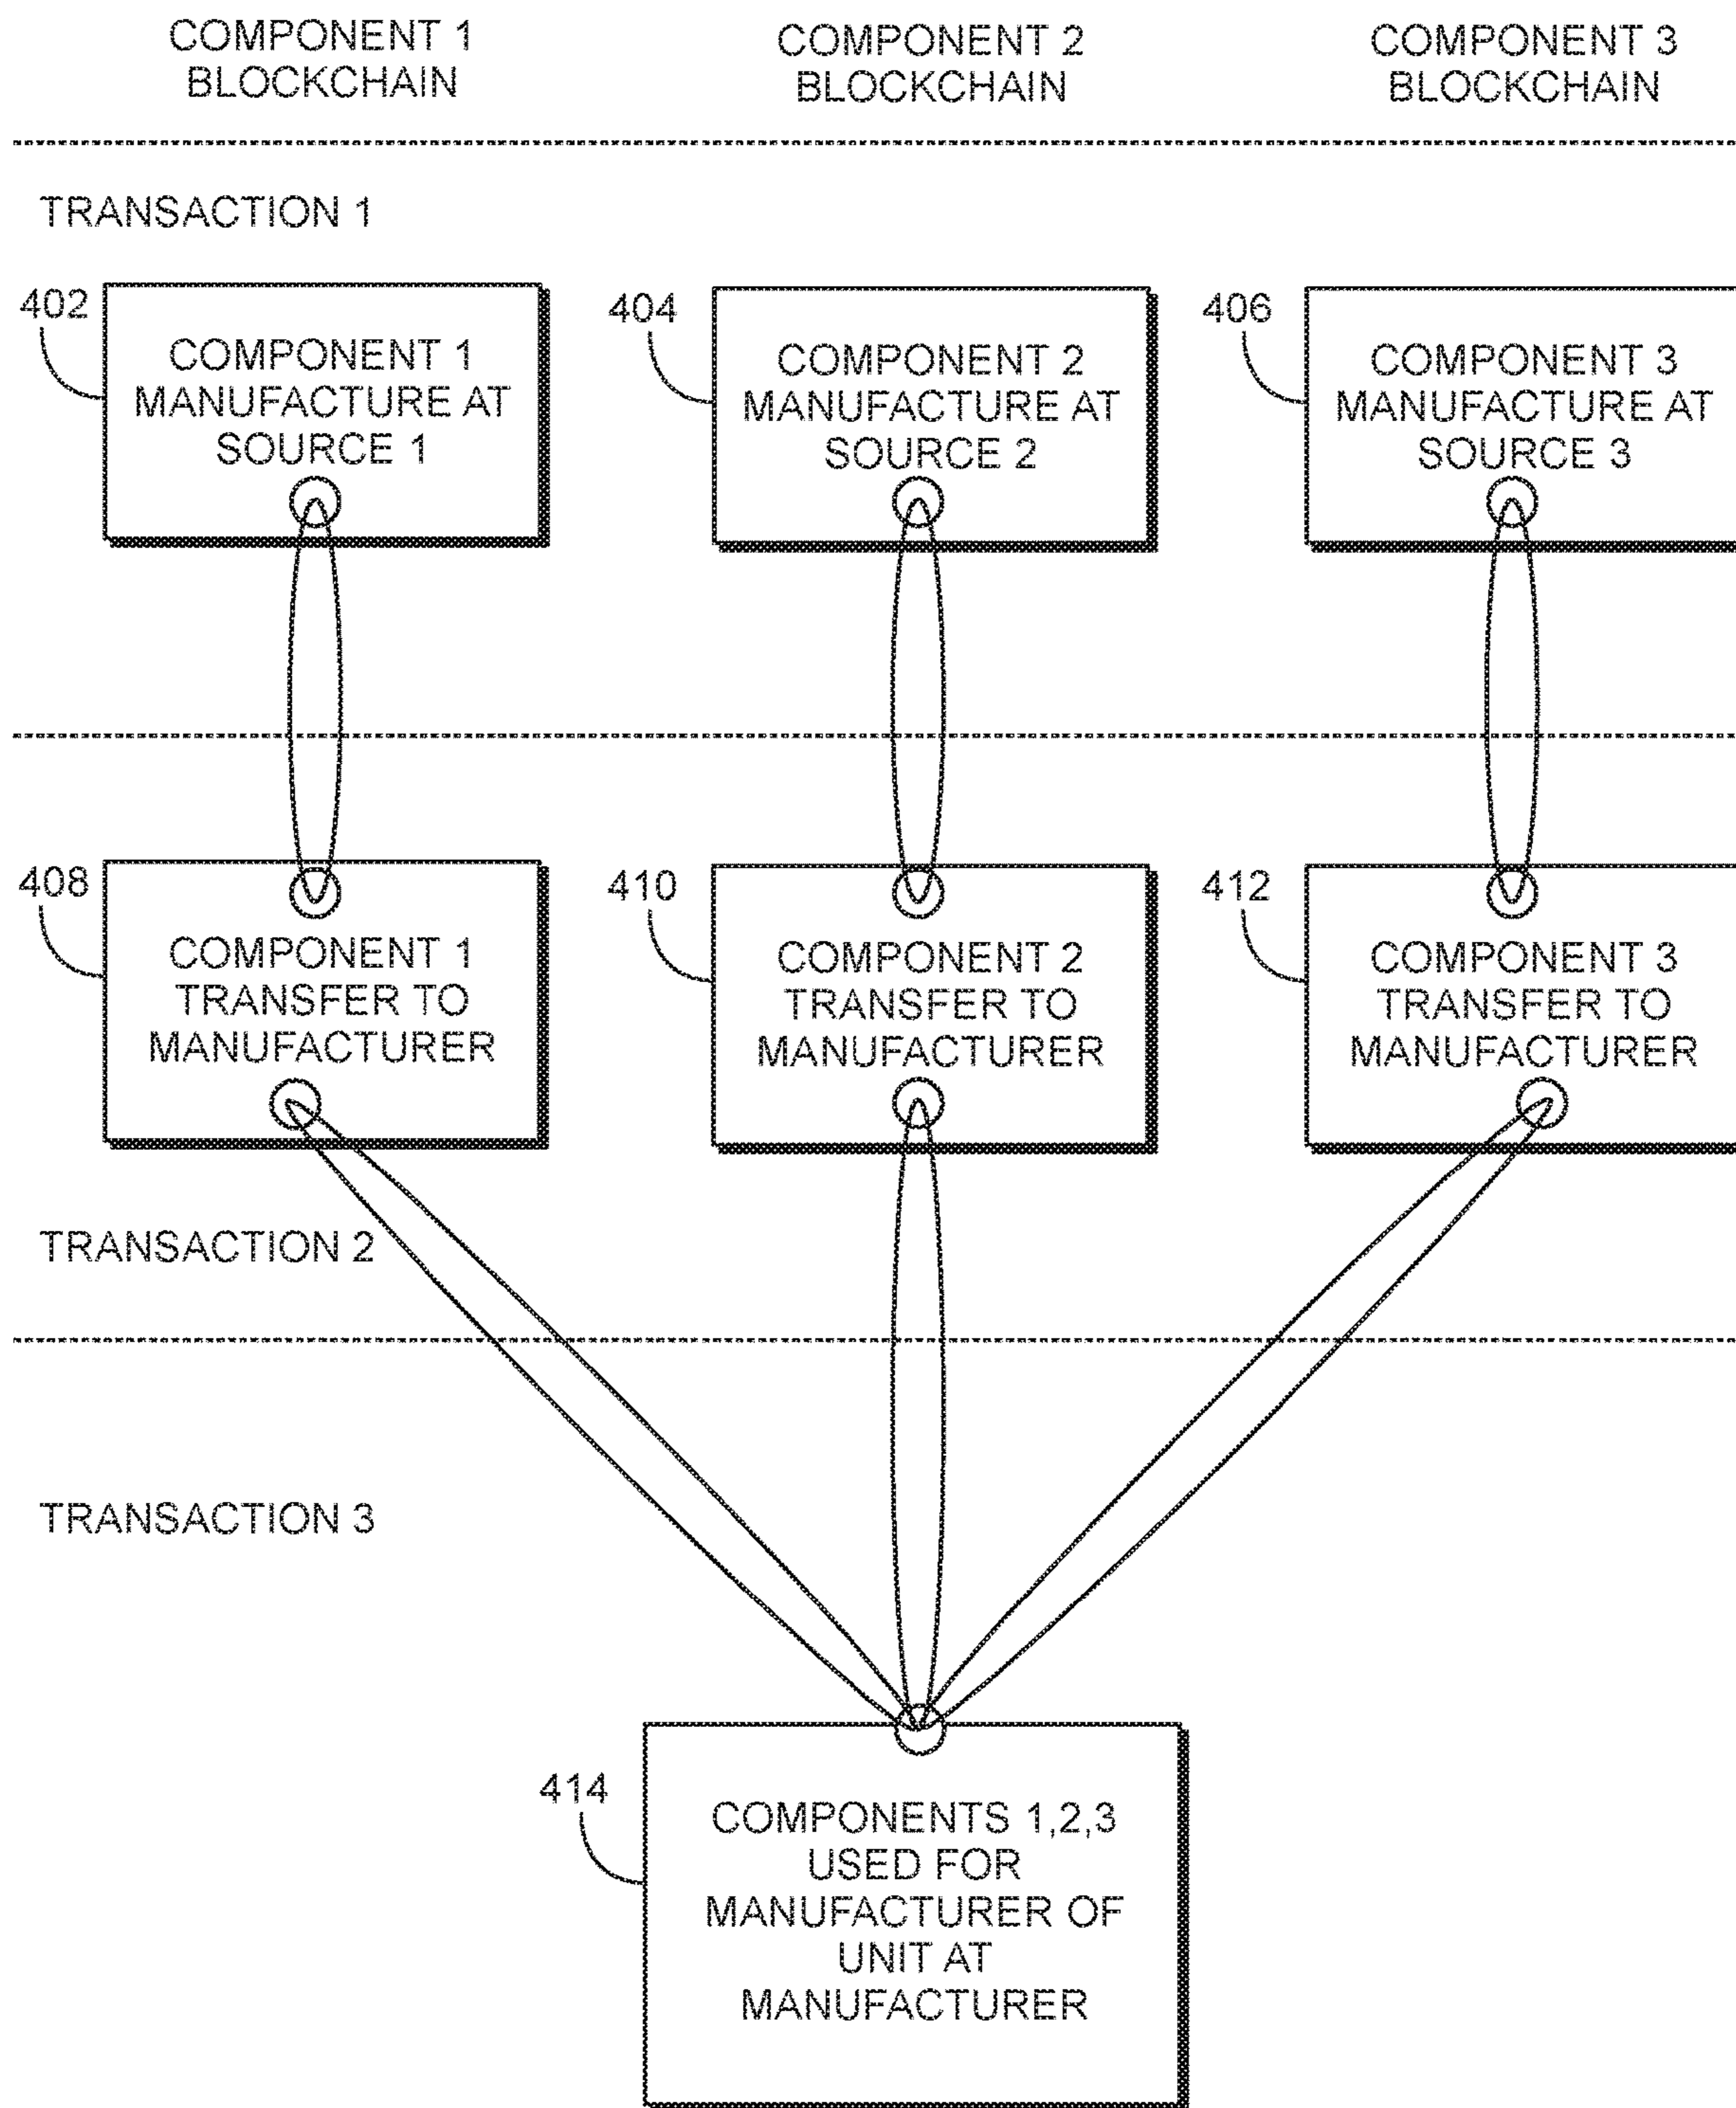 COMPONENT 1
BLOCKCHAIN
COMPONENT 2
BLOCKCHAIN
COMPONENT 3
BLOCKCHAIN
TRANSACTION 1
402
COMPONENT 1
MANUFACTURE AT
SOURCE 1
404
COMPONENT 2
MANUFACTURE AT
SOURCE 2
406
COMPONENT 3
MANUFACTURE AT
SOURCE 3
408
COMPONENT 1
TRANSFER TO
MANUFACTURER
410
COMPONENT 2
TRANSFER TO
MANUFACTURER
412
COMPONENT 3
TRANSFER TO
MANUFACTURER
TRANSACTION 2
TRANSACTION 3
414
COMPONENTS 1,2,3
USED FOR
MANUFACTURER OF
UNIT AT
MANUFACTURER